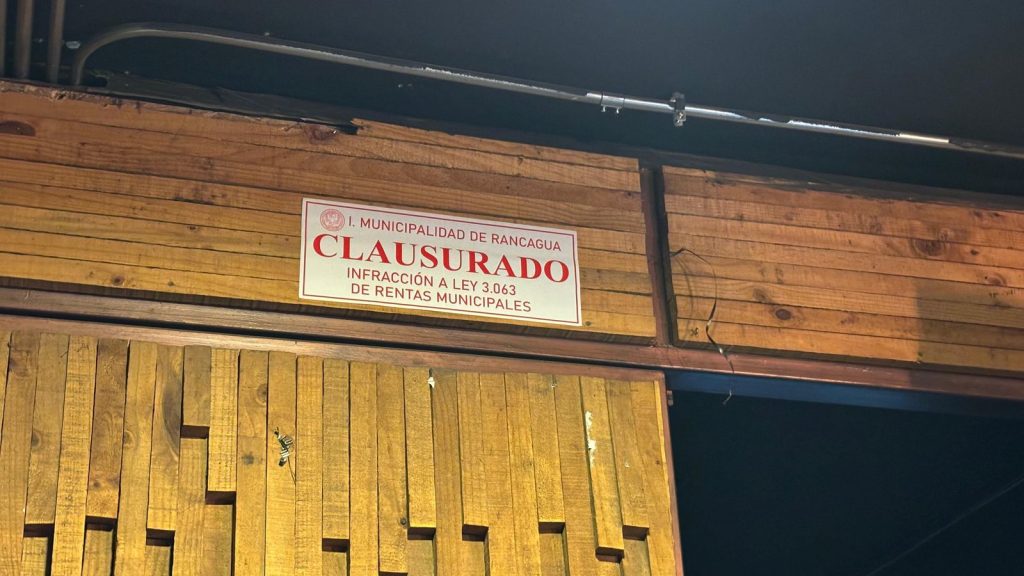 I. MUNICIPALIDAD DE RANCAGUA
CLAUSURADO
INFRACCIÓN A LEY 3.063
DE RENTAS MUNICIPALES